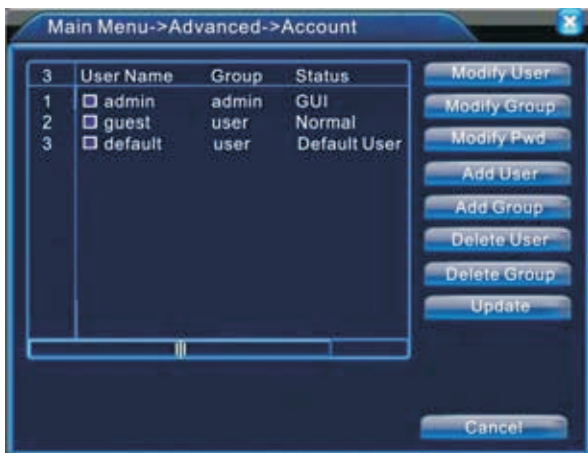 Main Menu->Advanced->Account
3 User Name Group Status
1 admin admin GUI
2 guest user Normal
3 default user Default User
Modify User
Modify Group
Modify Pwd
Add User
Add Group
Delete User
Delete Group
Update
Cancel